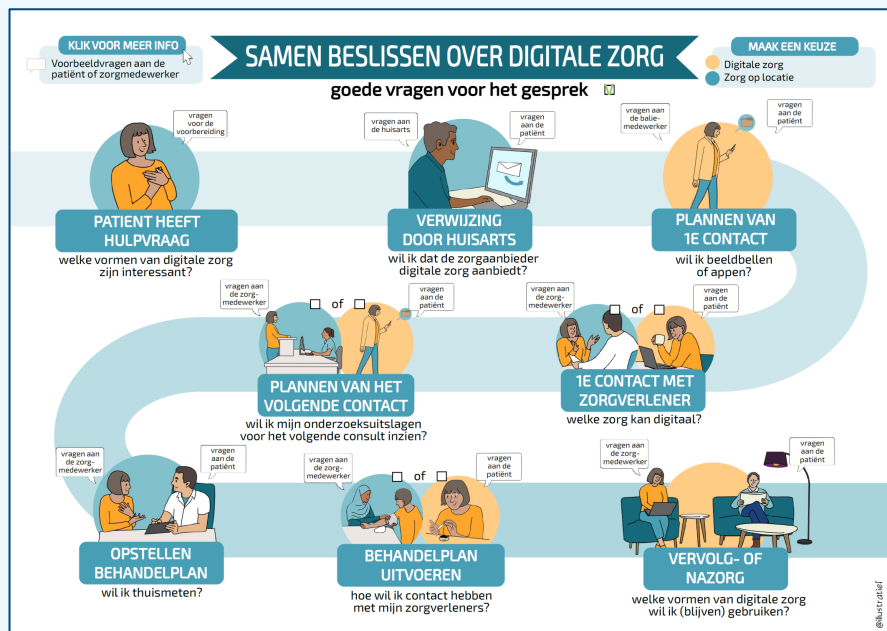 KLIK VOOR MEER INFO
Voorbeeldvragen aan de
patiënt of zorgmedewerker
SAMEN BESLISSEN OVER DIGITALE ZORG
goede vragen voor het gesprek
MAAK EEN KEUZE
Digitale zorg
Zorg op locatie
vragen
voor de
voorbereiding
PATIENT HEEFT
HULPVRAAG
welke vormen van digitale zorg
zijn interessant?
vragen aan
de huisarts
vragen
aan de
patiënt
VERWIJZING
DOOR HUISARTS
wil ik dat de zorgaanbieder
digitale zorg aanbiedt?
vragen aan
de balie-
medewerker
vragen
aan de
patiënt
PLANNEN VAN
1E CONTACT
wil ik beeldbellen
of appen?
vragen aan
de zorg-
medewerker
of
vragen
aan de
patiënt
PLANNEN VAN HET
VOLGENDE CONTACT
wil ik mijn onderzoeksuitslagen
voor het volgende consult inzien?
vragen aan
de zorg-
medewerker
of
vragen
aan de
patiënt
1E CONTACT MET
ZORGVERLENER
welke zorg kan digitaal?
vragen aan
de zorg-
medewerker
vragen
aan de
patiënt
OPSTELLEN
BEHANDELPLAN
wil ik thuismeten?
vragen aan
de zorg-
medewerker
of
vragen
aan de
patiënt
BEHANDELPLAN
UITVOEREN
hoe wil ik contact hebben
met mijn zorgverleners?
vragen aan
de zorg-
medewerker
vragen
aan de
patiënt
VERVOLG- OF
NAZORG
welke vormen van digitale zorg
wil ik (blijven) gebruiken?
@illustratief